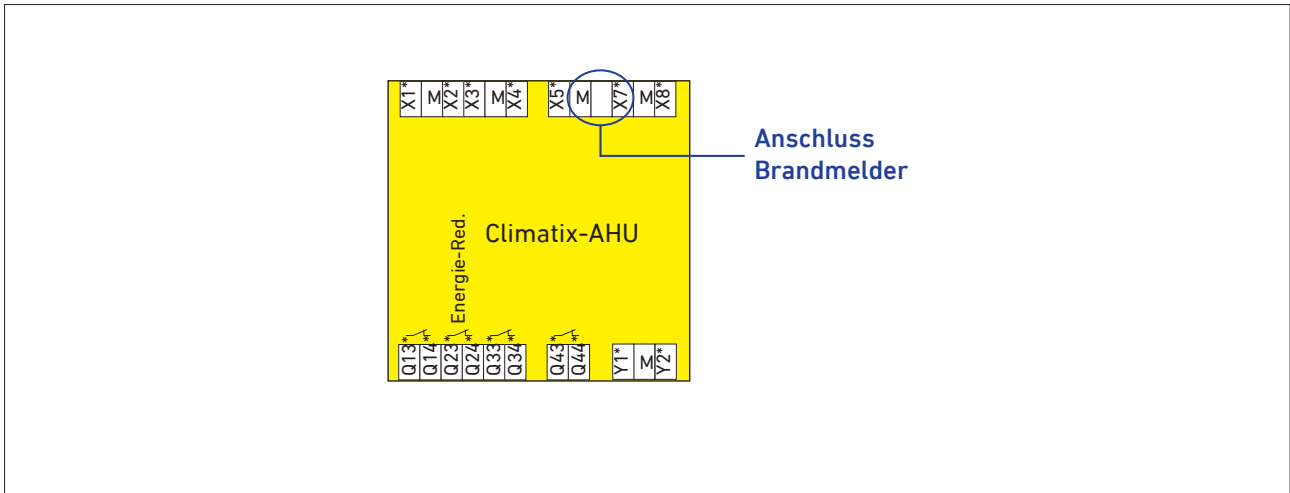 X1* M X2* X3* M X4* X5* M X7* M X8*
Anschluss
Brandmelder
Energie-Red.
Climatix-AHU
Q13* Q14* Q23* Q24* Q33* Q34* Q43* Q44* Y1* M Y2*